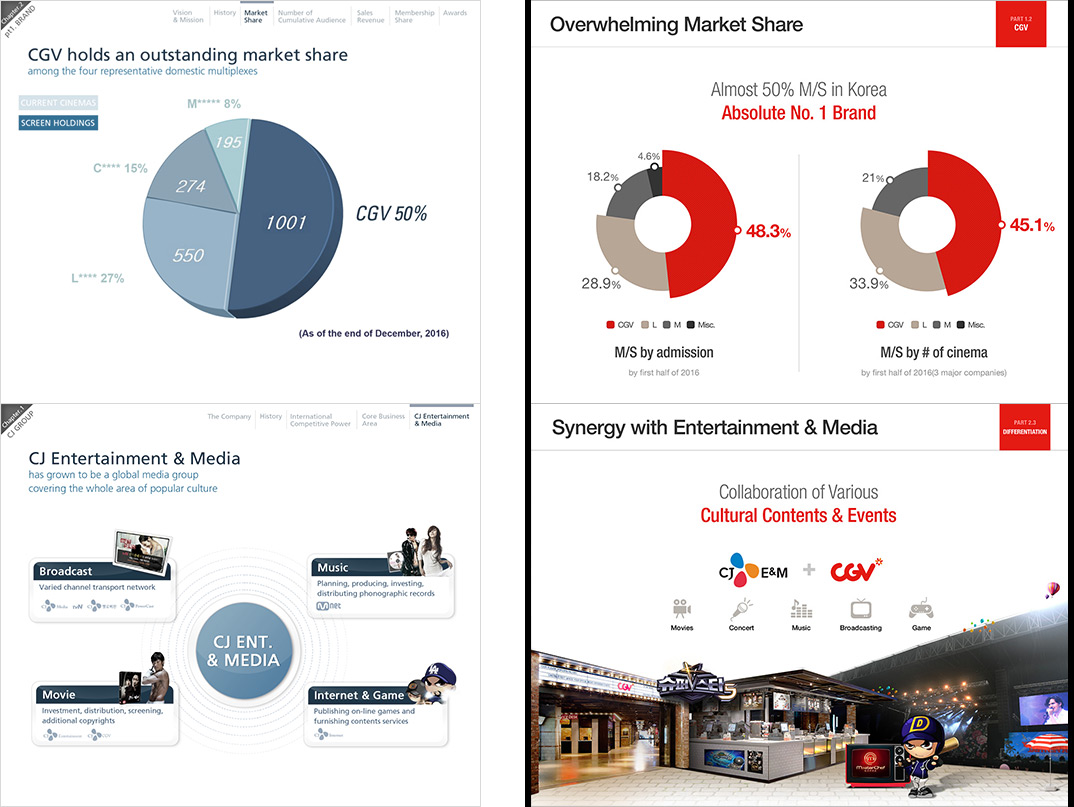 Chapter.2
pt1. BRAND
Vision
& Mission
History
Market
Share
Number of
Cumulative Audience
Sales
Revenue
Membership
Share
Awards
CGV holds an outstanding market share
among the four representative domestic multiplexes
CURRENT CINEMAS
SCREEN HOLDINGS
M***** 8%
195
C**** 15%
274
1001
CGV 50%
550
L**** 27%
(As of the end of December, 2016)
Overwhelming Market Share
PART 1.2
CGV
Almost 50% M/S in Korea
Absolute No. 1 Brand
4.6%
18.2%
48.3%
28.9%
CGV L M Misc.
M/S by admission
by first half of 2016
21%
45.1%
33.9%
CGV L M Misc.
M/S by # of cinema
by first half of 2016(3 major companies)
Chapter.1
CJ GROUP
The Company
History
International
Competitive Power
Core Business
Area
CJ Entertainment
& Media
CJ Entertainment & Media
has grown to be a global media group
covering the whole area of popular culture
Broadcast
Varied channel transport network
Music
Planning, producing, investing,
distributing phonographic records
Mnet
CJ ENT.
& MEDIA
Movie
Investment, distribution, screening,
additional copyrights
Internet & Game
Publishing on-line games and
furnishing contents services
Synergy with Entertainment & Media
PART 2.3
DIFFERENTIATION
Collaboration of Various
Cultural Contents & Events
CJ E&M + CGV
Movies
Concert
Music
Broadcasting
Game
CGV
슈퍼스타 5
D
MasterChef